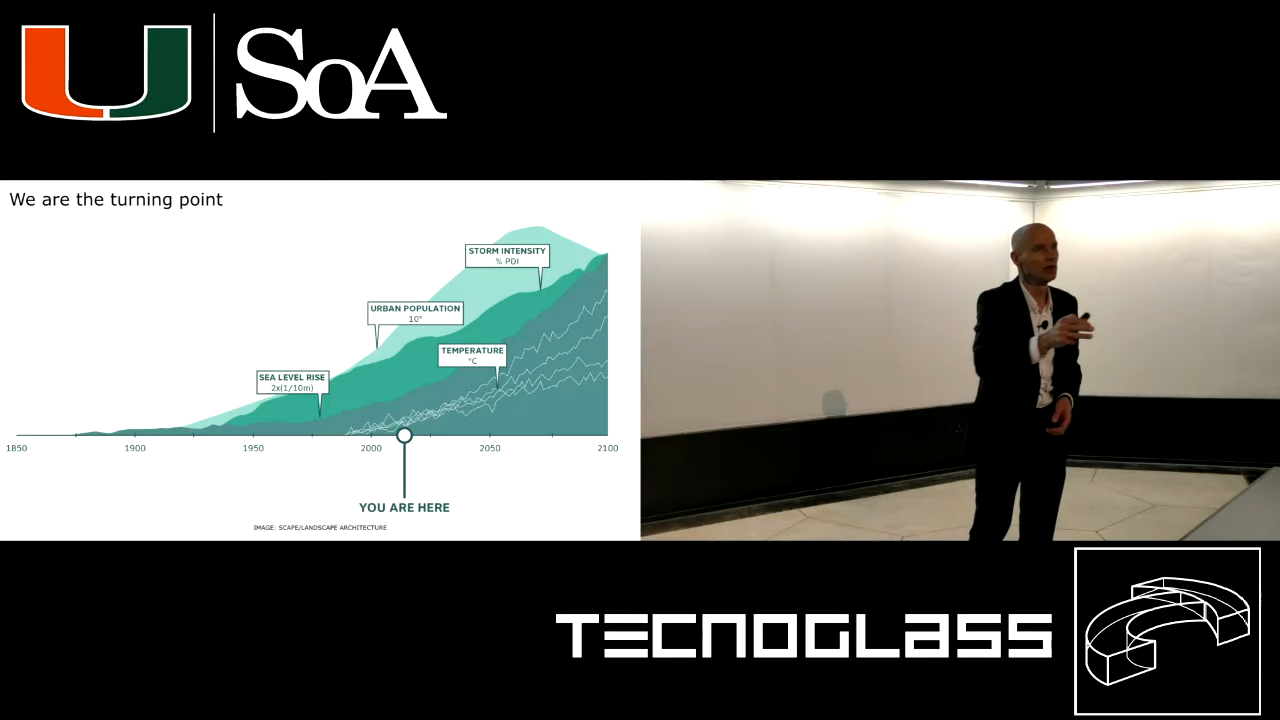 U
SoA
We are the turning point
STORM INTENSITY
% PDI
URBAN POPULATION
10⁹
TEMPERATURE
°C
SEA LEVEL RISE
2x(1/10m)
1850
1900
1950
2000
2050
2100
YOU ARE HERE
IMAGE: SCAPE/LANDSCAPE ARCHITECTURE
TECNOGLASS